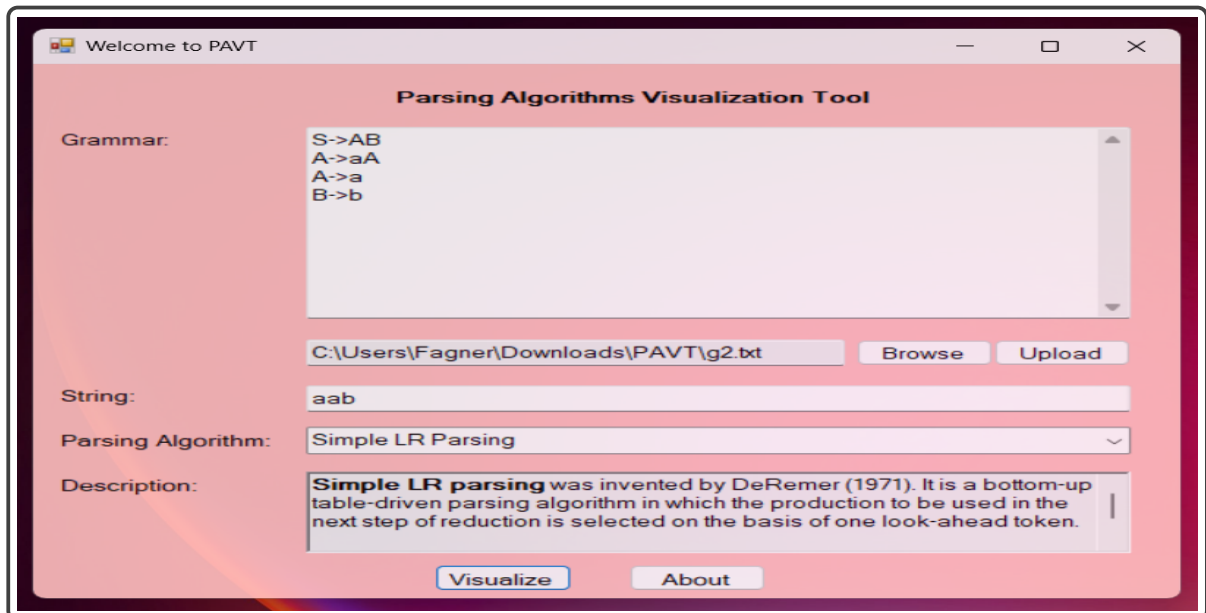 Welcome to PAVT
Parsing Algorithms Visualization Tool
Grammar:
S->AB
A->aA
A->a
B->b
C:\Users\Fagner\Downloads\PAVT\g2.txt
Browse
Upload
String:
aab
Parsing Algorithm:
Simple LR Parsing
Description:
Simple LR parsing was invented by DeRemer (1971). It is a bottom-up
table-driven parsing algorithm in which the production to be used in the
next step of reduction is selected on the basis of one look-ahead token.
Visualize
About